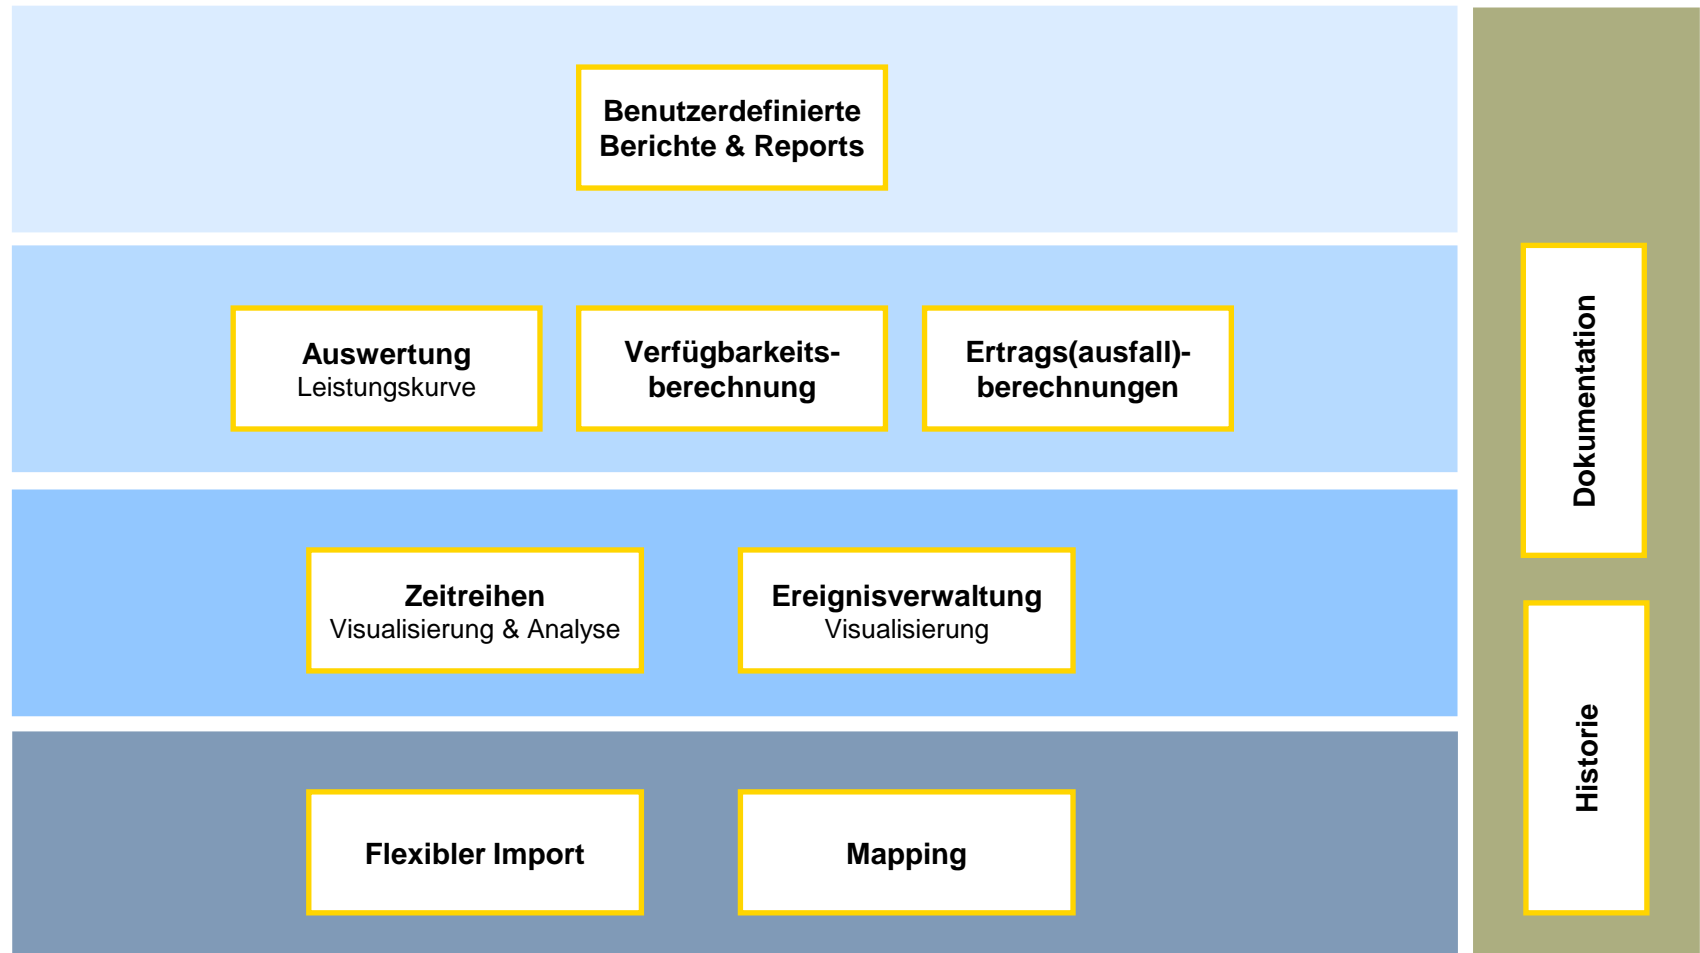 Benutzerdefinierte
Berichte & Reports
Auswertung
Leistungskurve
Verfügbarkeits-
berechnung
Ertrags(ausfall)-
berechnungen
Zeitreihen
Visualisierung & Analyse
Ereignisverwaltung
Visualisierung
Flexibler Import
Mapping
Dokumentation
Historie